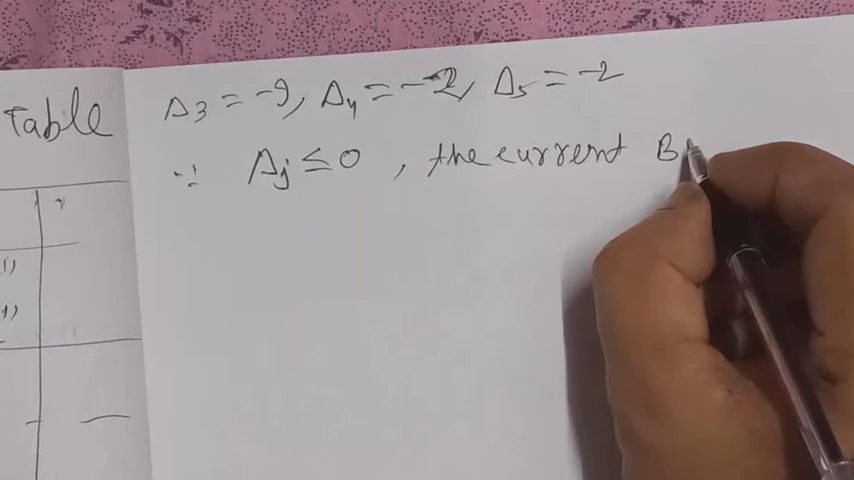 Table
Δ3 = -9, Δ4 = -2, Δ5 = -2
∵ Δj ≤ 0, the current B